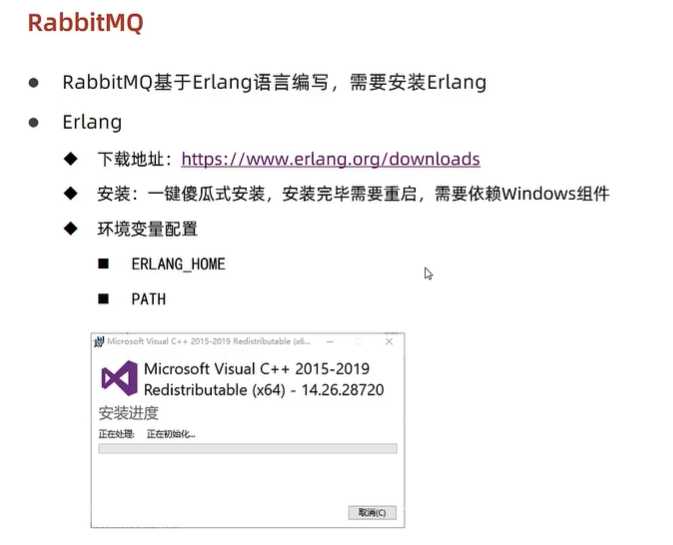 RabbitMQ
● RabbitMQ基于Erlang语言编写，需要安装Erlang
● Erlang
◆ 下载地址：https://www.erlang.org/downloads
◆ 安装：一键傻瓜式安装，安装完毕需要重启，需要依赖Windows组件
◆ 环境变量配置
■ ERLANG_HOME
■ PATH
Microsoft Visual C++ 2015-2019 Redistributable (x6...
Microsoft Visual C++ 2015-2019
Redistributable (x64) - 14.26.28720
安装进度
正在处理: 正在初始化...
取消(C)